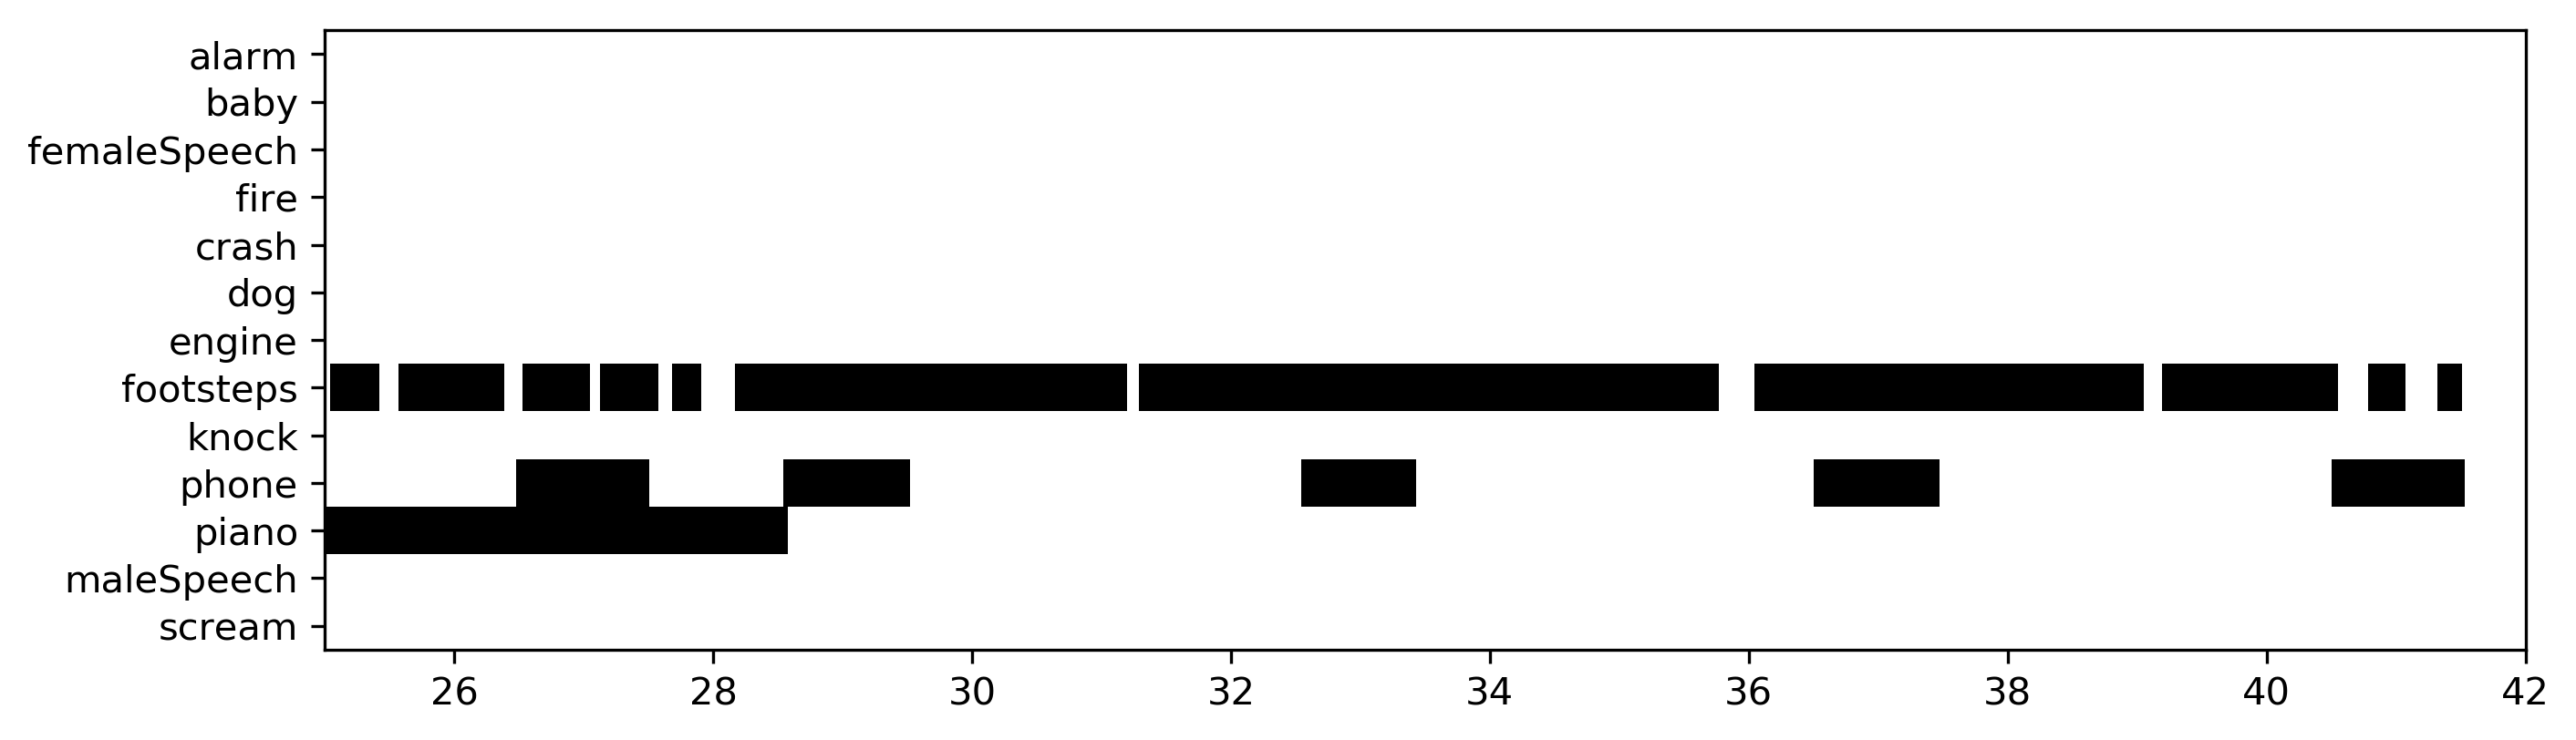 alarm
baby
femaleSpeech
fire
crash
dog
engine
footsteps
knock
phone
piano
maleSpeech
scream
26 28 30 32 34 36 38 40 42